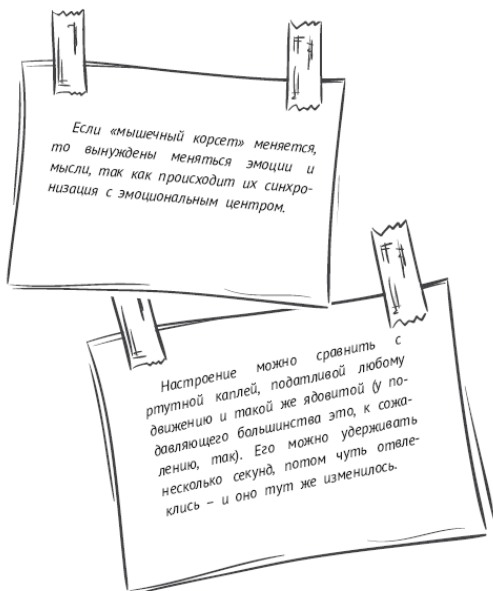 Если «мышечный корсет» меняется,
то вынуждены меняться эмоции и
мысли, так как происходит их синхро-
низация с эмоциональным центром.
Настроение можно сравнить с
ртутной каплей, податливой любому
движению и такой же ядовитой (у по-
давляющего большинства это, к сожа-
лению, так). Его можно удерживать
несколько секунд, потом чуть отвле-
клись – и оно тут же изменилось.